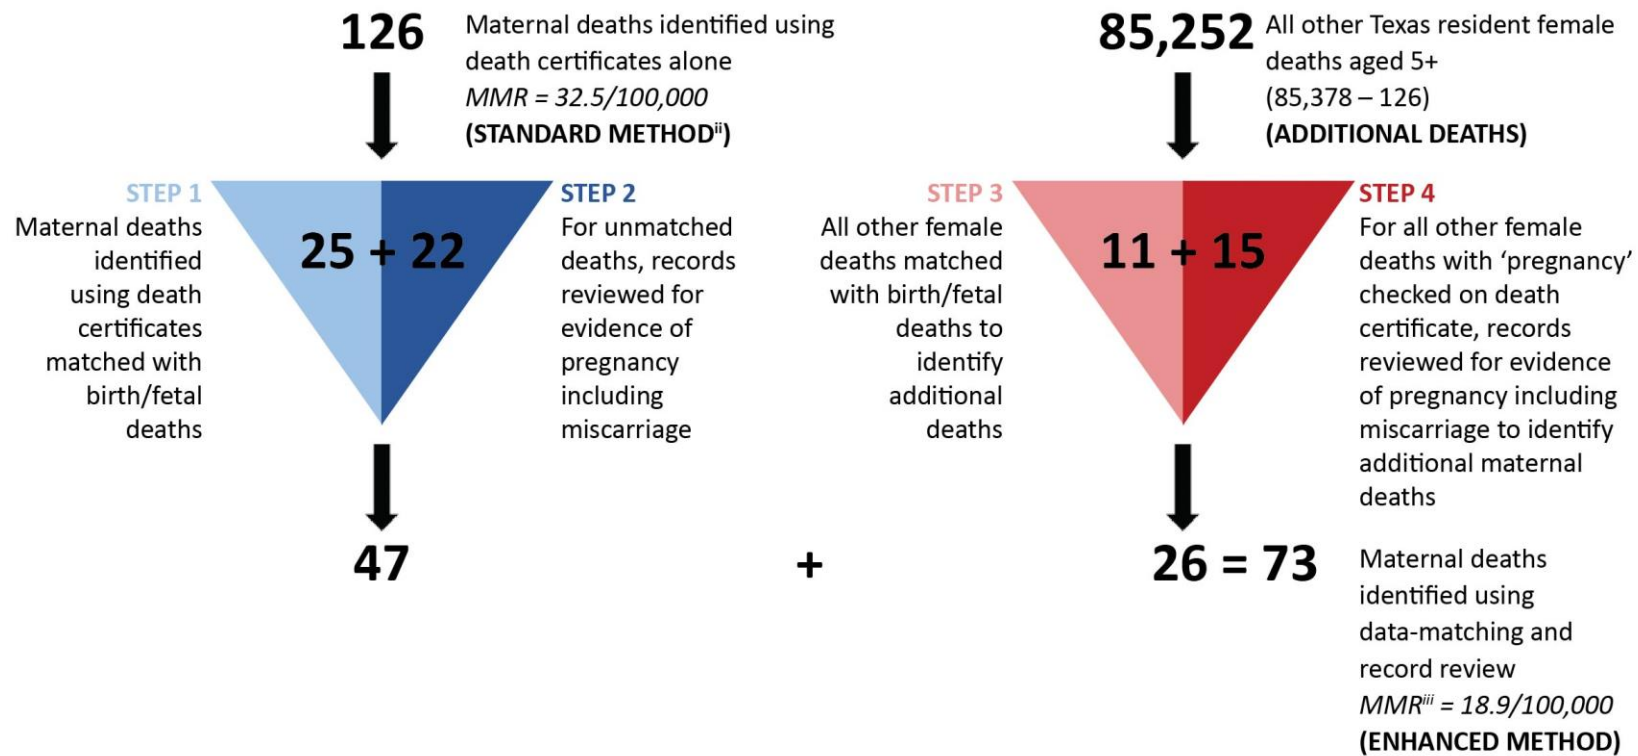 126
Maternal deaths identified using
death certificates alone
MMR = 32.5/100,000
(STANDARD METHODⁱⁱ)
85,252
All other Texas resident female
deaths aged 5+
(85,378 – 126)
(ADDITIONAL DEATHS)
STEP 1
Maternal deaths
identified
using death
certificates
matched with
birth/fetal
deaths
25 + 22
STEP 2
For unmatched
deaths, records
reviewed for
evidence of
pregnancy
including
miscarriage
STEP 3
All other female
deaths matched
with birth/fetal
deaths to
identify
additional
deaths
11 + 15
STEP 4
For all other female
deaths with ‘pregnancy’
checked on death
certificate, records
reviewed for evidence
of pregnancy including
miscarriage to identify
additional maternal
deaths
47
+
26 = 73
Maternal deaths
identified using
data-matching and
record review
MMRⁱⁱⁱ = 18.9/100,000
(ENHANCED METHOD)